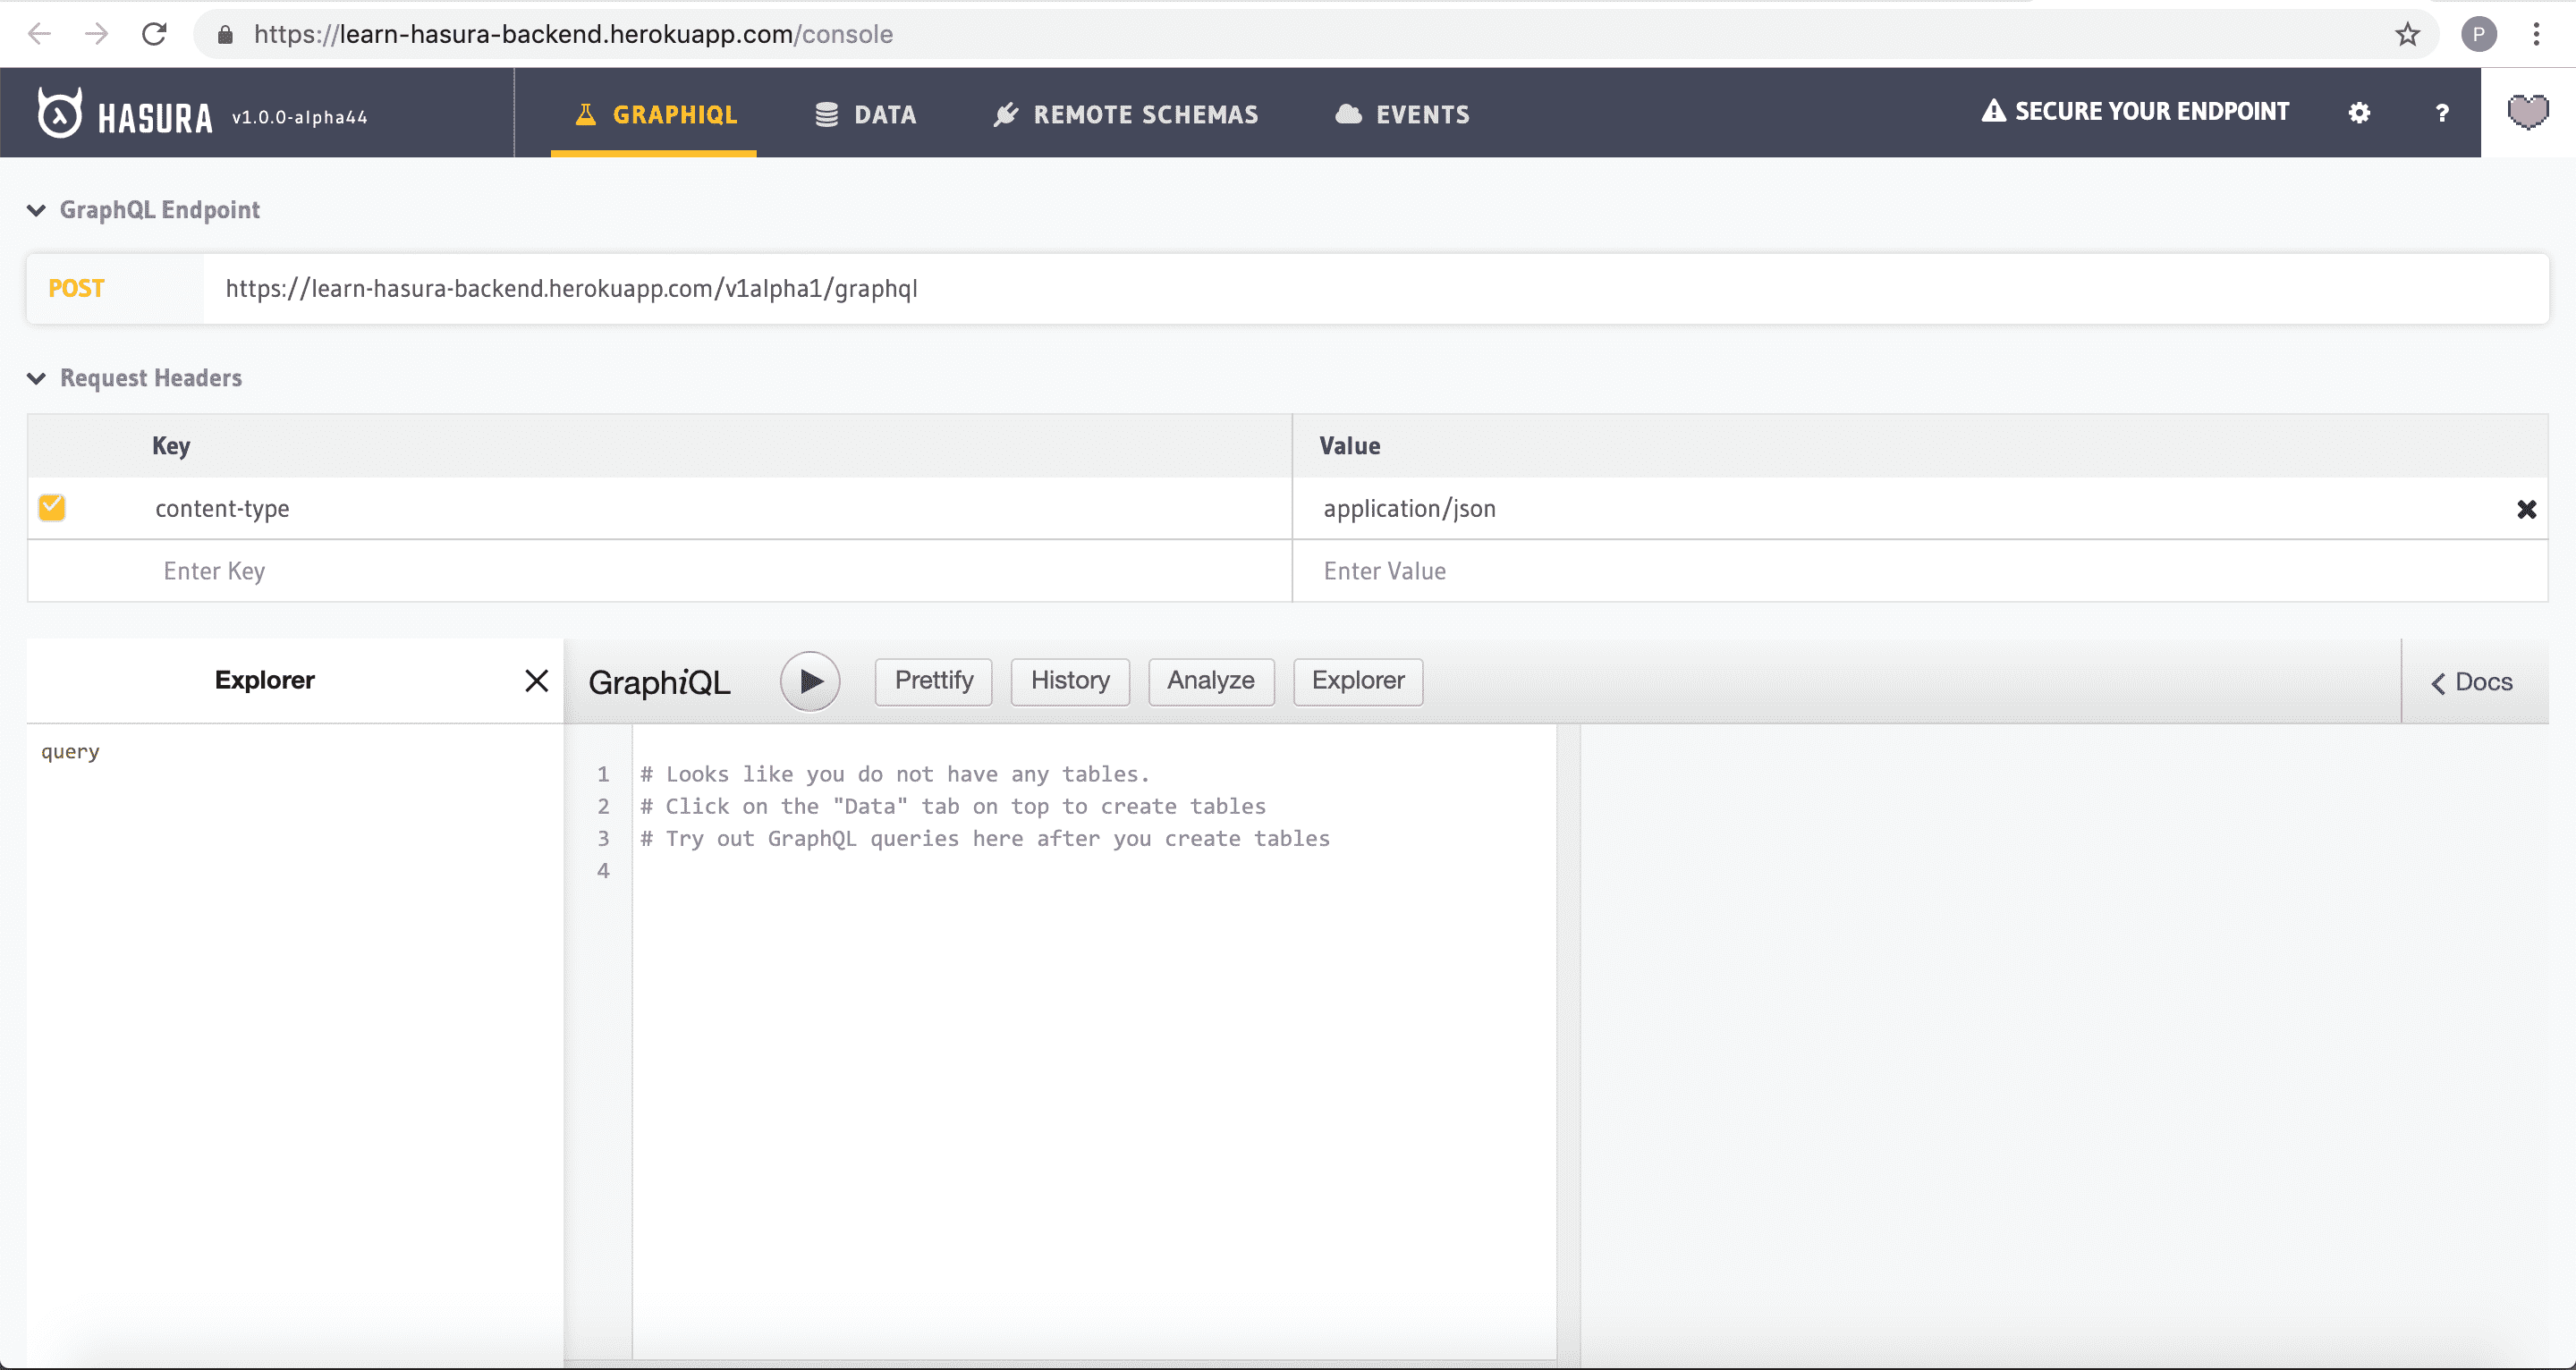 https://learn-hasura-backend.herokuapp.com/console
P
HASURA v1.0.0-alpha44
GRAPHIQL
DATA
REMOTE SCHEMAS
EVENTS
SECURE YOUR ENDPOINT
?
GraphQL Endpoint
POST https://learn-hasura-backend.herokuapp.com/v1alpha1/graphql
Request Headers
Key Value
content-type application/json
Enter Key Enter Value
Explorer
GraphiQL Prettify History Analyze Explorer Docs
query
1 # Looks like you do not have any tables.
2 # Click on the "Data" tab on top to create tables
3 # Try out GraphQL queries here after you create tables
4